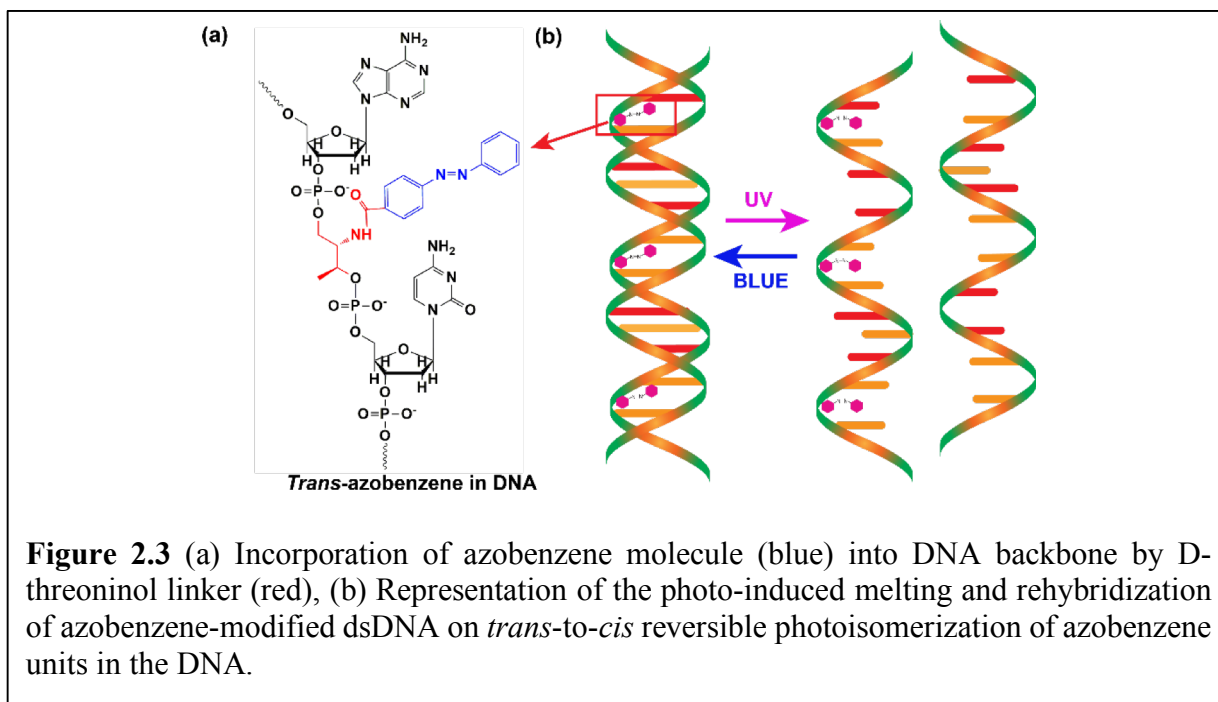 (a)
NH2
N
N
N
N
O
O
H
H
H
H
O
O=P-O-
O
O
N=N
NH
NH2
N
N
O
O
O=P-O-
O
O
H
H
H
H
O
O=P-O-
O
Trans-azobenzene in DNA
(b)
UV
BLUE
Figure 2.3 (a) Incorporation of azobenzene molecule (blue) into DNA backbone by D-
threoninol linker (red), (b) Representation of the photo-induced melting and rehybridization
of azobenzene-modified dsDNA on trans-to-cis reversible photoisomerization of azobenzene
units in the DNA.